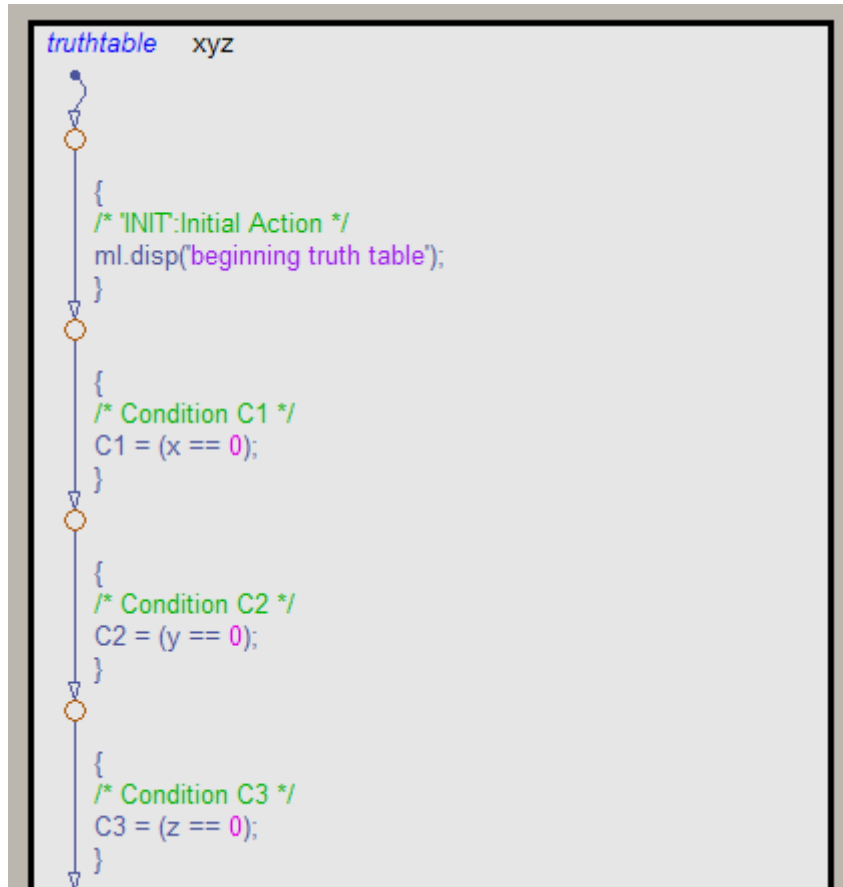 truthtable xyz
{
/* 'INIT':Initial Action */
ml.disp('beginning truth table');
}
{
/* Condition C1 */
C1 = (x == 0);
}
{
/* Condition C2 */
C2 = (y == 0);
}
{
/* Condition C3 */
C3 = (z == 0);
}